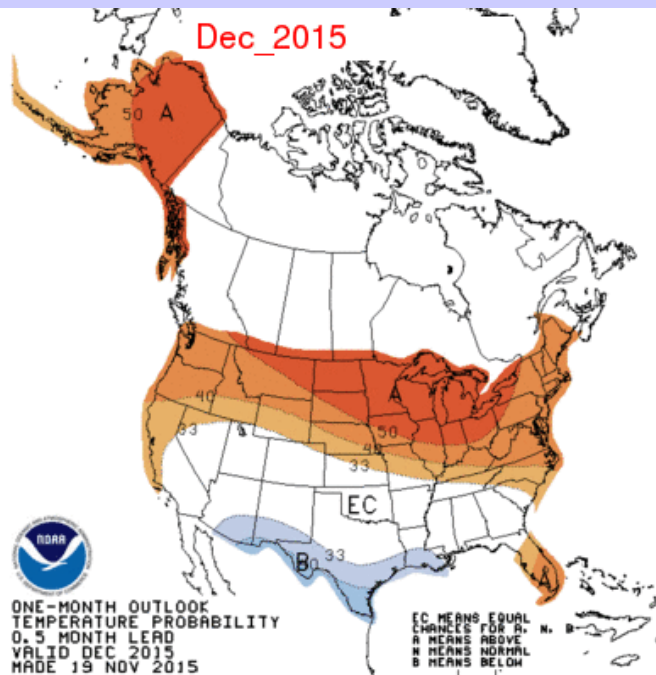 Dec_2015
50 A
40
33
A
50
40
33
EC
33
B
A
NOAA
ONE-MONTH OUTLOOK
TEMPERATURE PROBABILITY
0.5 MONTH LEAD
VALID DEC 2015
MADE 19 NOV 2015
EC MEANS EQUAL
CHANCES FOR A, N, B
A MEANS ABOVE
N MEANS NORMAL
B MEANS BELOW